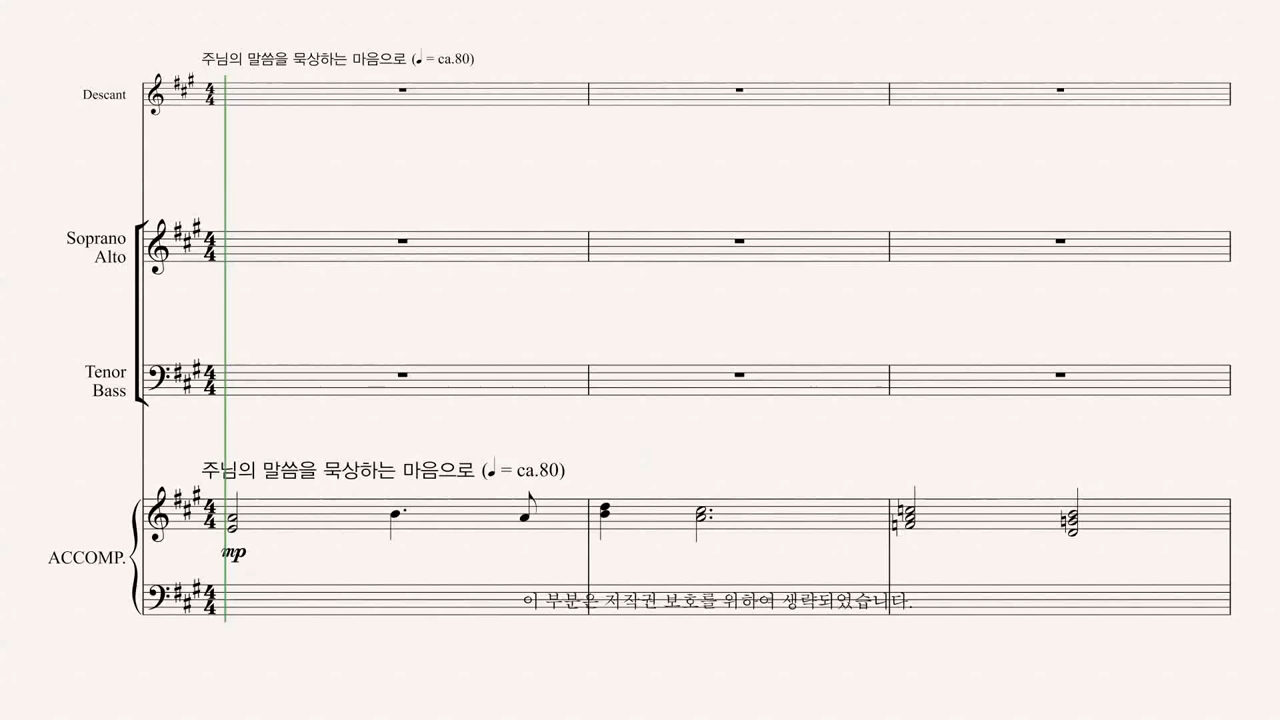 주님의 말씀을 묵상하는 마음으로 (♩ = ca.80)
Descant
Soprano
Alto
Tenor
Bass
주님의 말씀을 묵상하는 마음으로 (♩ = ca.80)
mp
ACCOMP.
이 부분은 저작권 보호를 위하여 생략되었습니다.